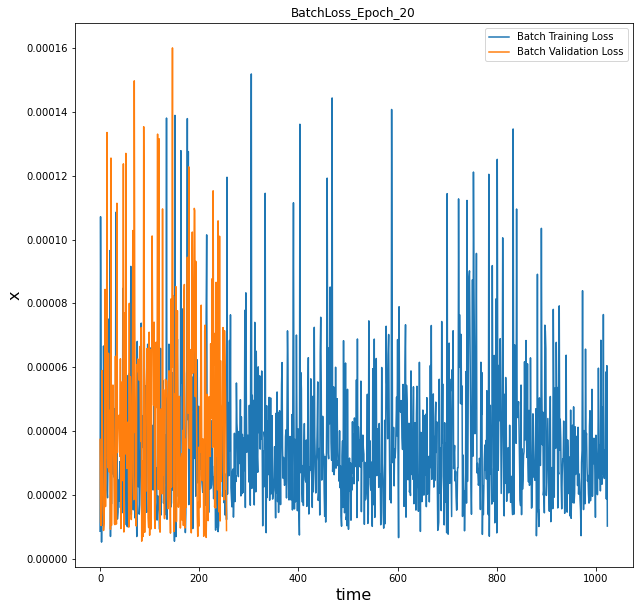 BatchLoss_Epoch_20
Batch Training Loss
Batch Validation Loss
0.00016
0.00014
0.00012
0.00010
0.00008
0.00006
0.00004
0.00002
0.00000
x
0 200 400 600 800 1000
time